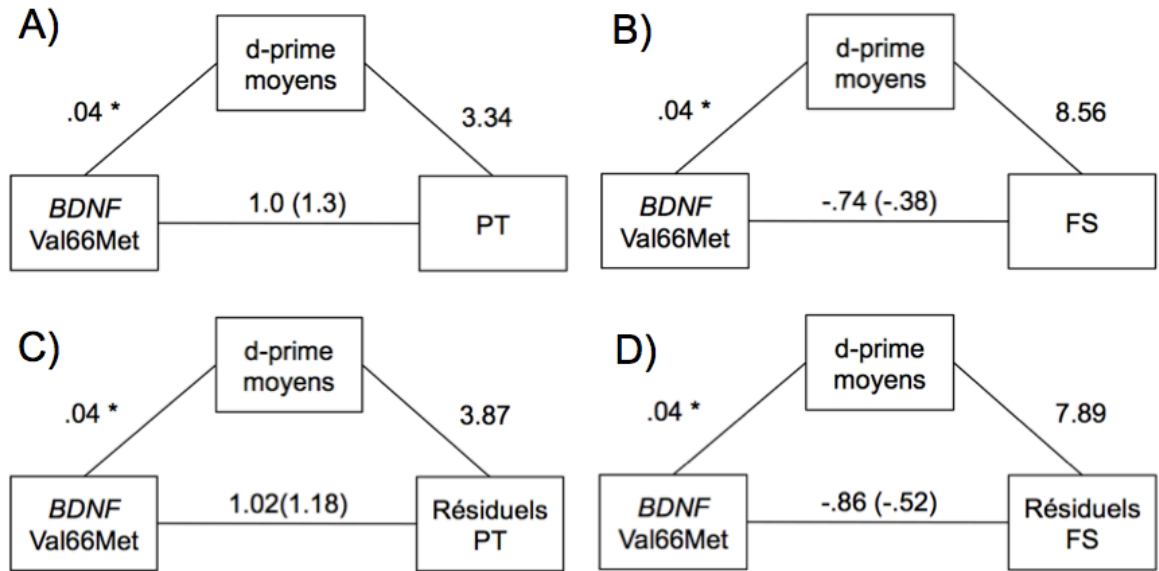 A)
d-prime
moyens
.04 *
3.34
BDNF
Val66Met
1.0 (1.3)
PT
B)
d-prime
moyens
.04 *
8.56
BDNF
Val66Met
-.74 (-.38)
FS
C)
d-prime
moyens
.04 *
3.87
BDNF
Val66Met
1.02(1.18)
Résiduels
PT
D)
d-prime
moyens
.04 *
7.89
BDNF
Val66Met
-.86 (-.52)
Résiduels
FS